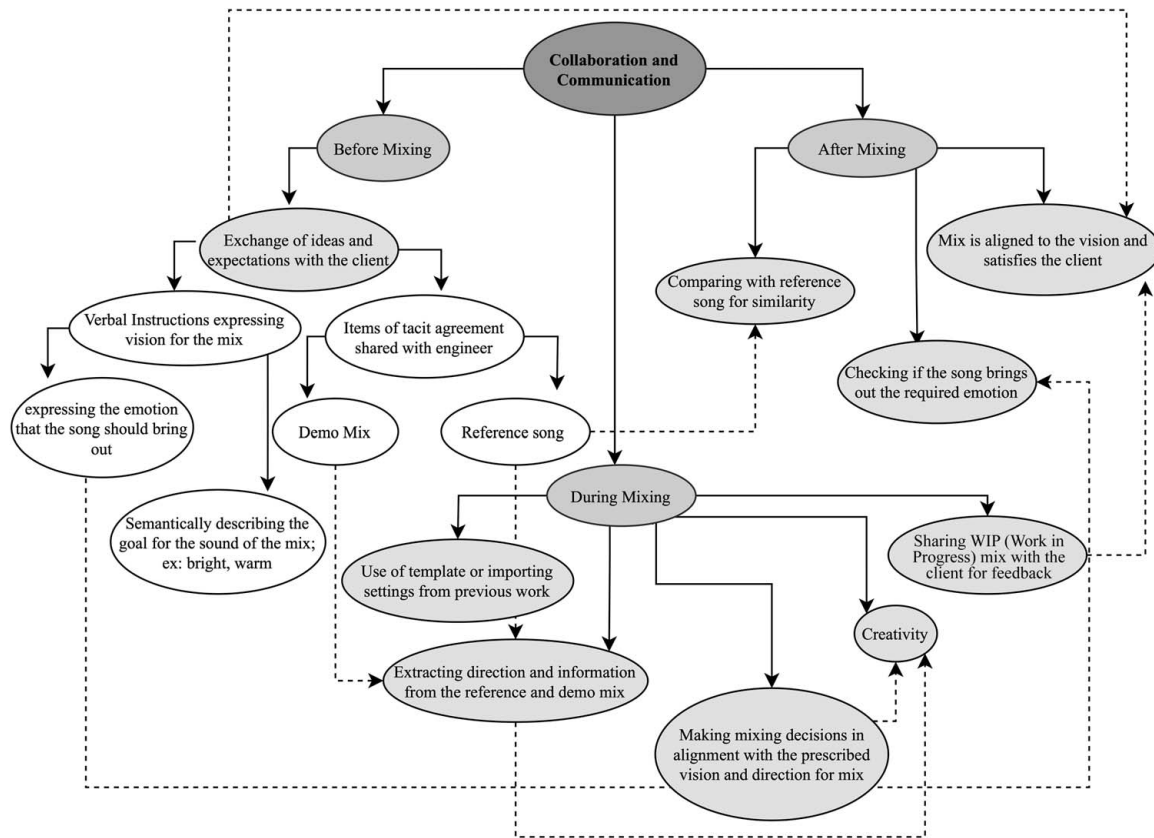 Collaboration and
Communication
Before Mixing
After Mixing
Exchange of ideas and
expectations with the client
Mix is aligned to the vision and
satisfies the client
Comparing with reference
song for similarity
Verbal Instructions expressing
vision for the mix
Items of tacit agreement
shared with engineer
Checking if the song brings
out the required emotion
expressing the emotion
that the song should bring
out
Demo Mix
Reference song
During Mixing
Semantically describing the
goal for the sound of the mix;
ex: bright, warm
Use of template or importing
settings from previous work
Sharing WIP (Work in
Progress) mix with the
client for feedback
Creativity
Extracting direction and information
from the reference and demo mix
Making mixing decisions in
alignment with the prescribed
vision and direction for mix